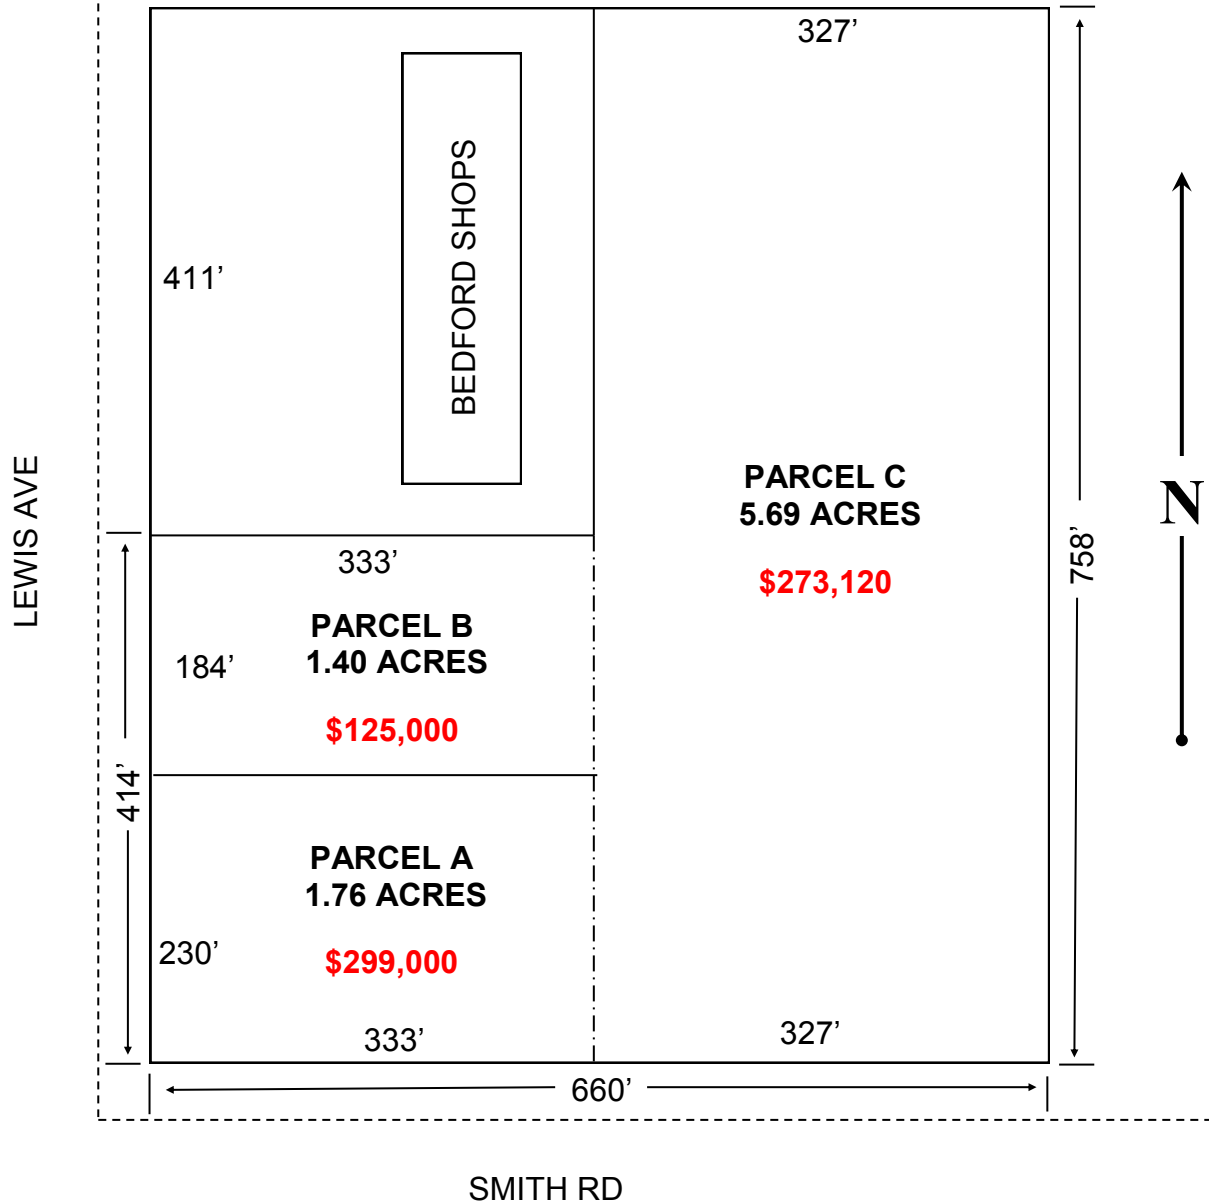 327’
BEDFORD SHOPS
411’
LEWIS AVE
PARCEL C
5.69 ACRES
$273,120
N
758’
333’
PARCEL B
1.40 ACRES
184’
$125,000
414’
PARCEL A
1.76 ACRES
230’
$299,000
333’
327’
660’
SMITH RD